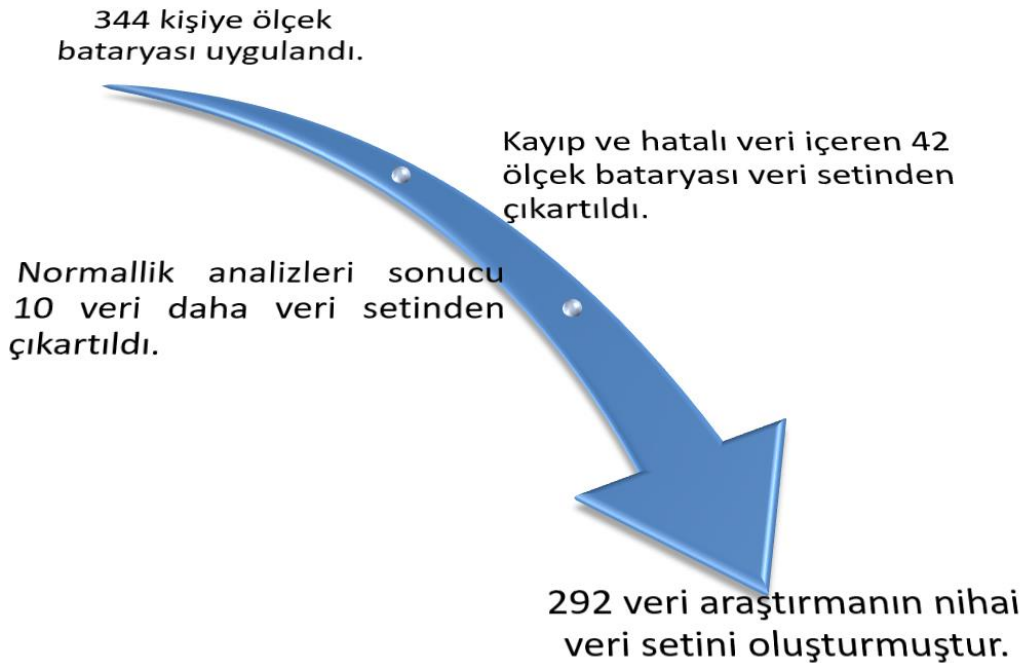 344 kişiye ölçek
bataryası uygulandı.
Kayıp ve hatalı veri içeren 42
ölçek bataryası veri setinden
çıkartıldı.
Normallik analizleri sonucu
10 veri daha veri setinden
çıkartıldı.
292 veri araştırmanın nihai
veri setini oluşturmuştur.